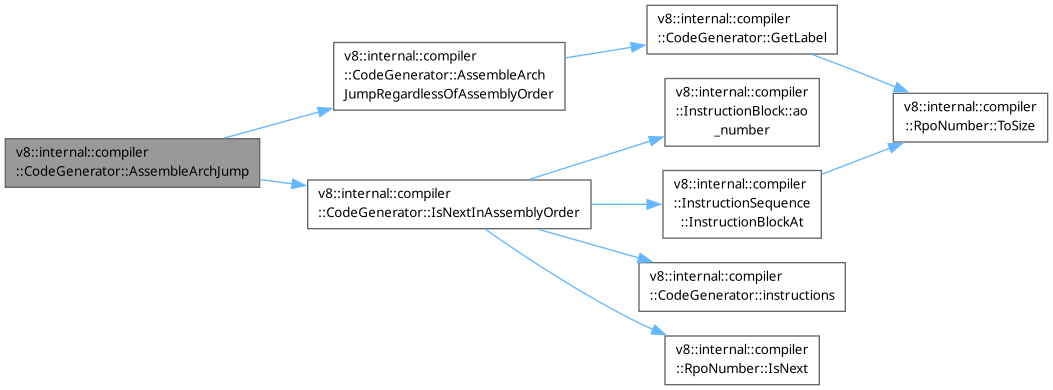 v8::internal::compiler
::CodeGenerator::AssembleArchJump
v8::internal::compiler
::CodeGenerator::AssembleArch
JumpRegardlessOfAssemblyOrder
v8::internal::compiler
::CodeGenerator::IsNextInAssemblyOrder
v8::internal::compiler
::CodeGenerator::GetLabel
v8::internal::compiler
::InstructionBlock::ao
_number
v8::internal::compiler
::InstructionSequence
::InstructionBlockAt
v8::internal::compiler
::CodeGenerator::instructions
v8::internal::compiler
::RpoNumber::IsNext
v8::internal::compiler
::RpoNumber::ToSize